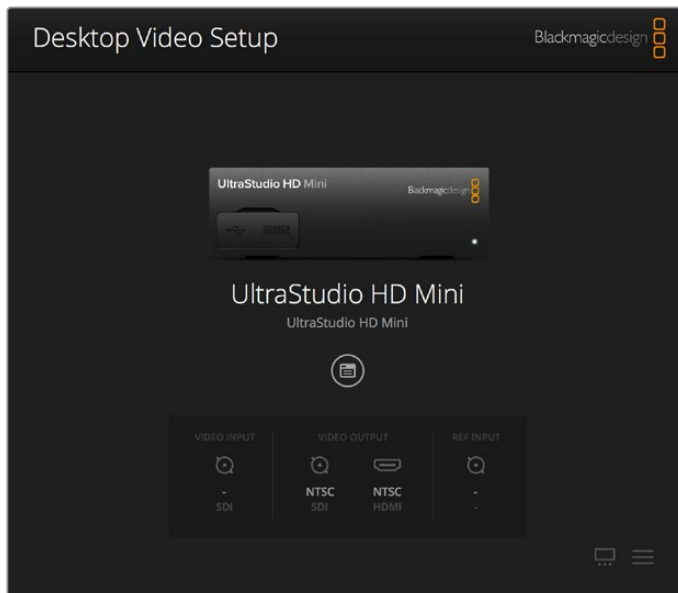 Desktop Video Setup
Blackmagicdesign
UltraStudio HD Mini
Blackmagicdesign
UltraStudio HD Mini
UltraStudio HD Mini
VIDEO INPUT VIDEO OUTPUT REF INPUT
- NTSC NTSC -
SDI SDI HDMI -